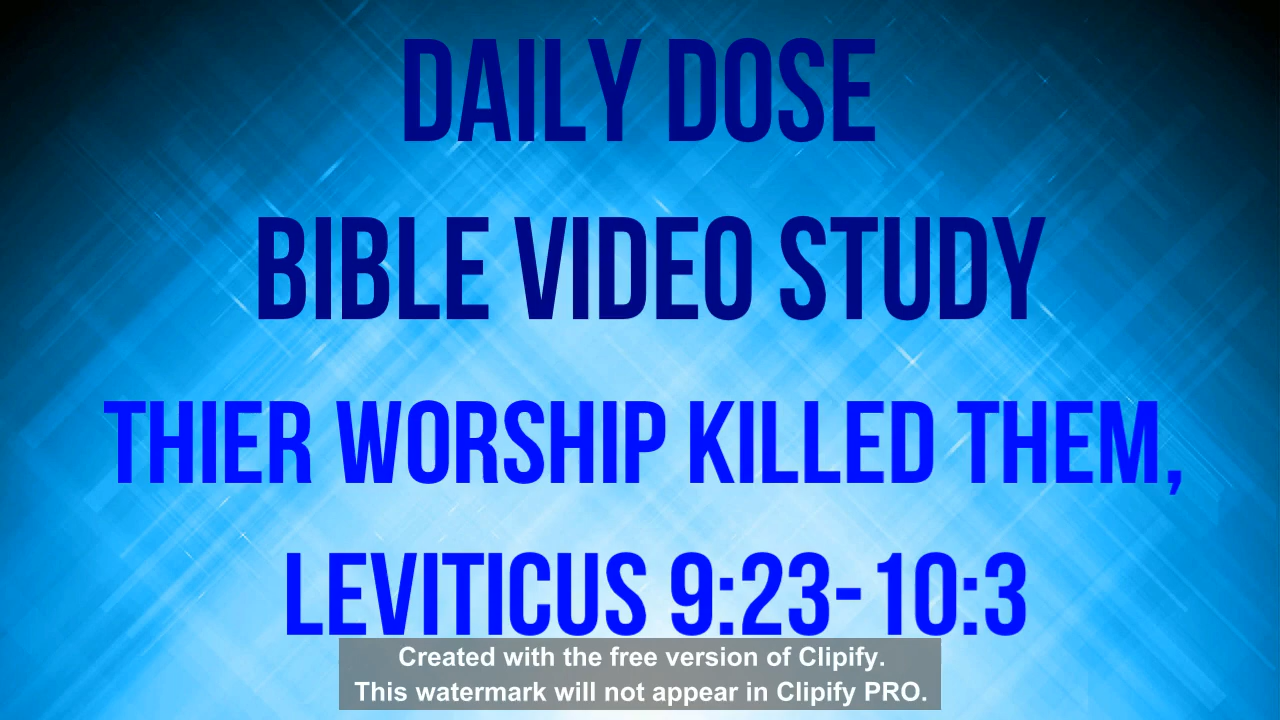 DAILY DOSE
BIBLE VIDEO STUDY
THIER WORSHIP KILLED THEM,
LEVITICUS 9:23-10:3
Created with the free version of Clipify.
This watermark will not appear in Clipify PRO.